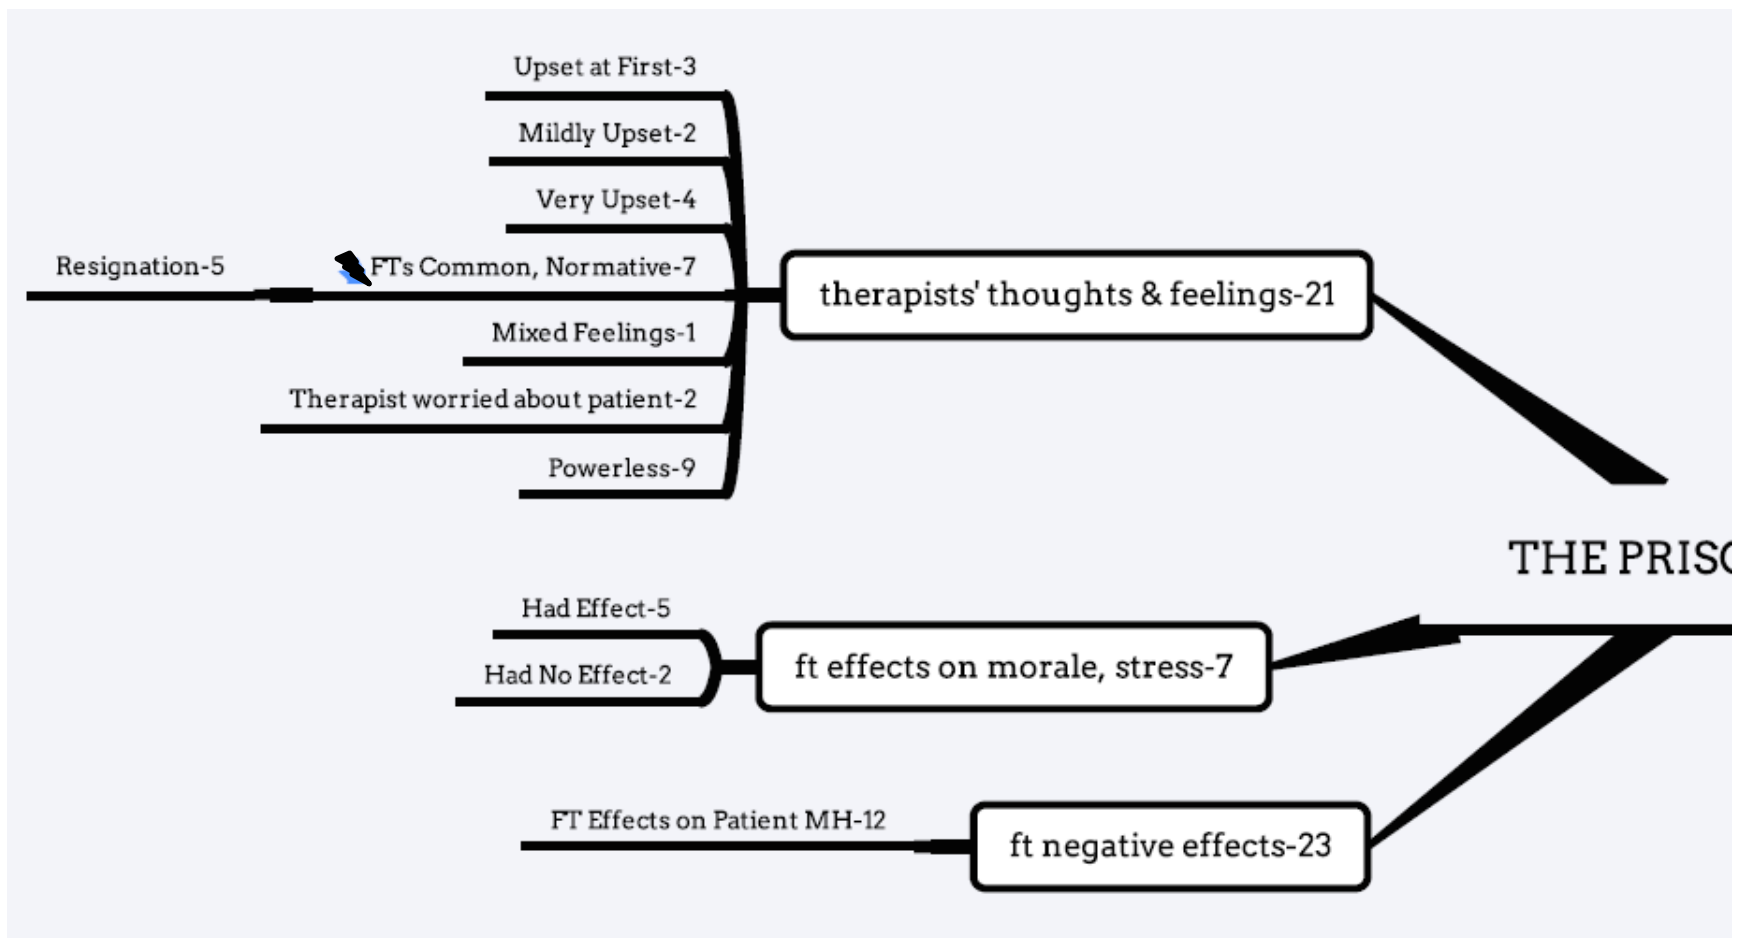 Upset at First-3
Mildly Upset-2
Very Upset-4
Resignation-5
FTs Common, Normative-7
therapists' thoughts & feelings-21
Mixed Feelings-1
Therapist worried about patient-2
Powerless-9
THE PRISO
Had Effect-5
Had No Effect-2
ft effects on morale, stress-7
FT Effects on Patient MH-12
ft negative effects-23